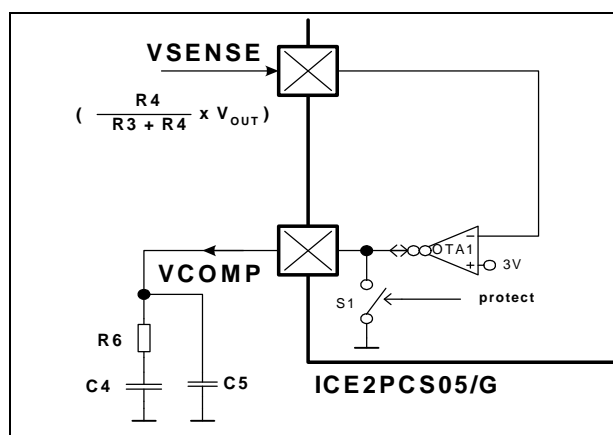 VSENSE
( R4
R3 + R4 x VOUT )
OTA1
3V
VCOMP
S1
protect
R6
C4
C5
ICE2PCS05/G